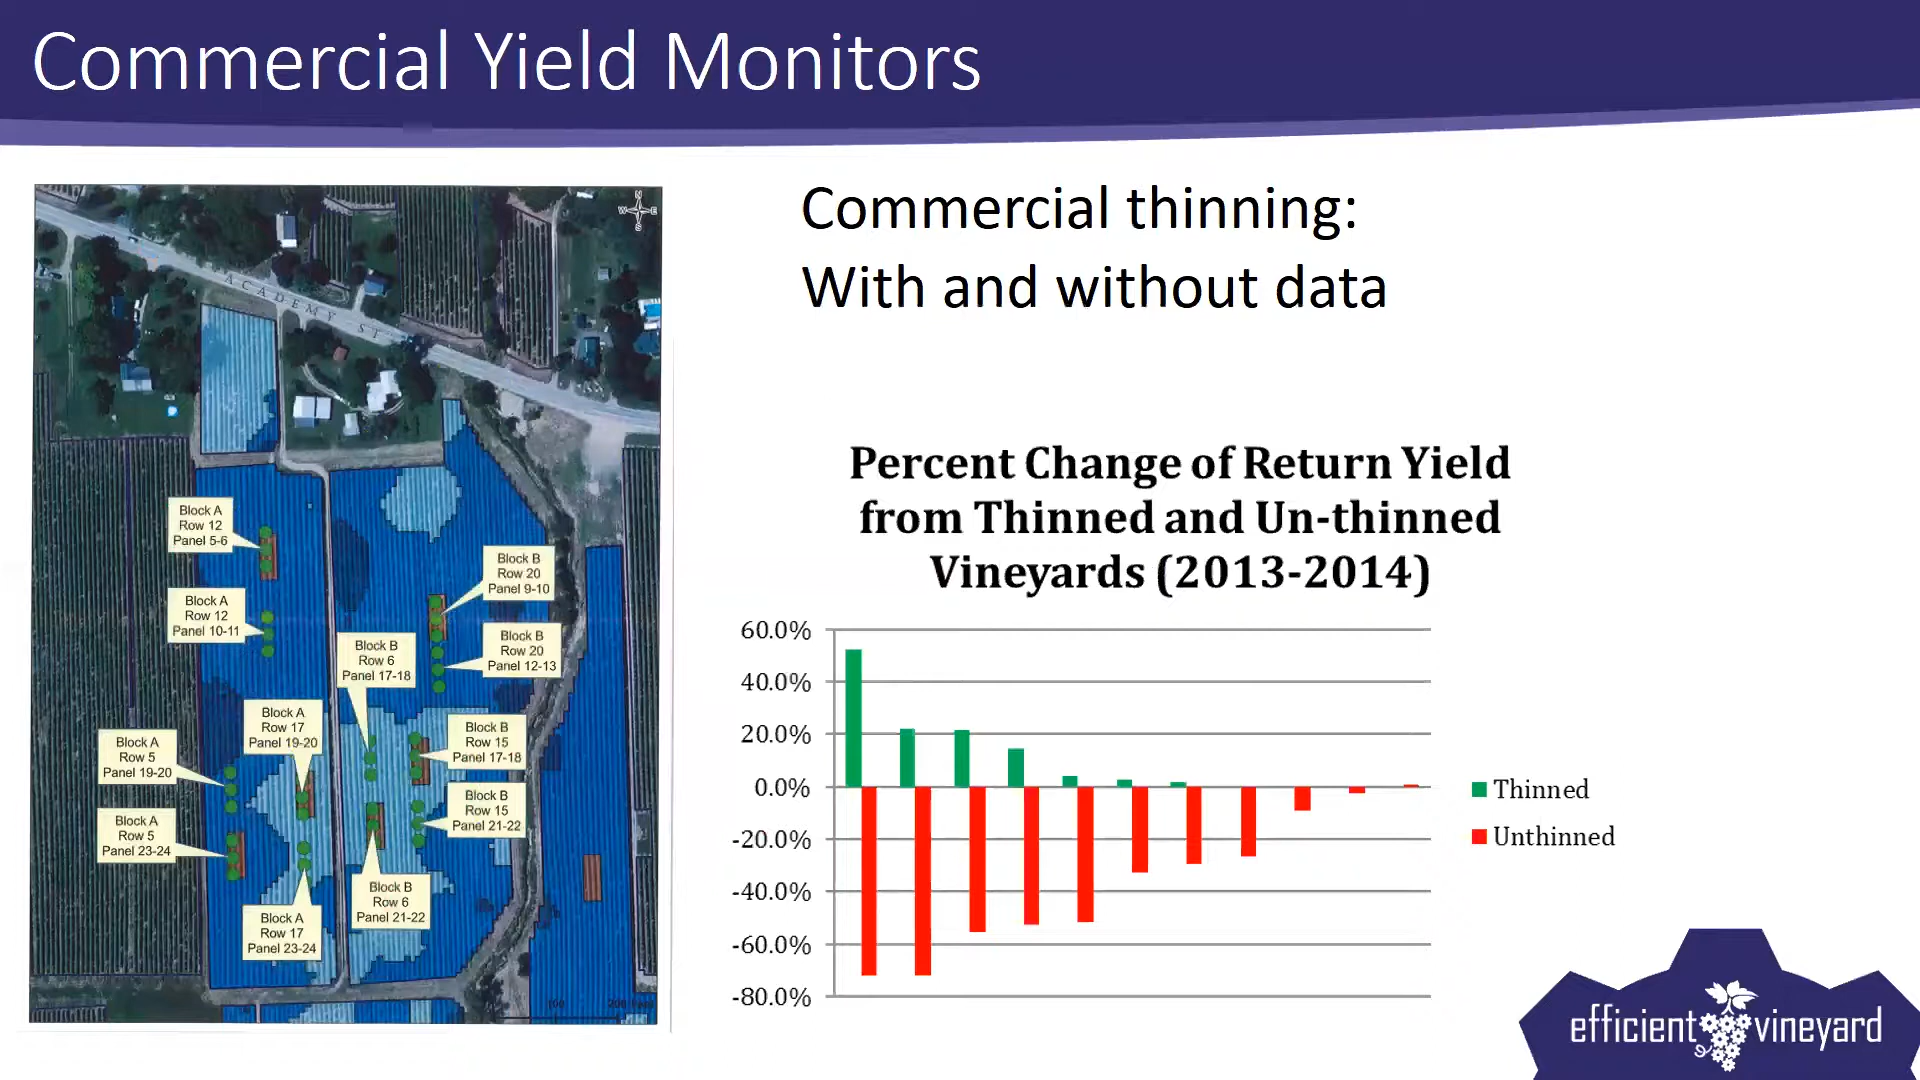 Commercial Yield Monitors
N
W E
S
ACADEMY ST
Block A
Row 12
Panel 5-6
Block A
Row 12
Panel 10-11
Block B
Row 20
Panel 9-10
Block B
Row 20
Panel 12-13
Block B
Row 6
Panel 17-18
Block A
Row 17
Panel 19-20
Block B
Row 15
Panel 17-18
Block A
Row 5
Panel 19-20
Block B
Row 15
Panel 21-22
Block A
Row 5
Panel 23-24
Block B
Row 6
Panel 21-22
Block A
Row 17
Panel 23-24
Commercial thinning:
With and without data
Percent Change of Return Yield
from Thinned and Un-thinned
Vineyards (2013-2014)
60.0%
40.0%
20.0%
0.0%
-20.0%
-40.0%
-60.0%
-80.0%
Thinned
Unthinned
efficient vineyard